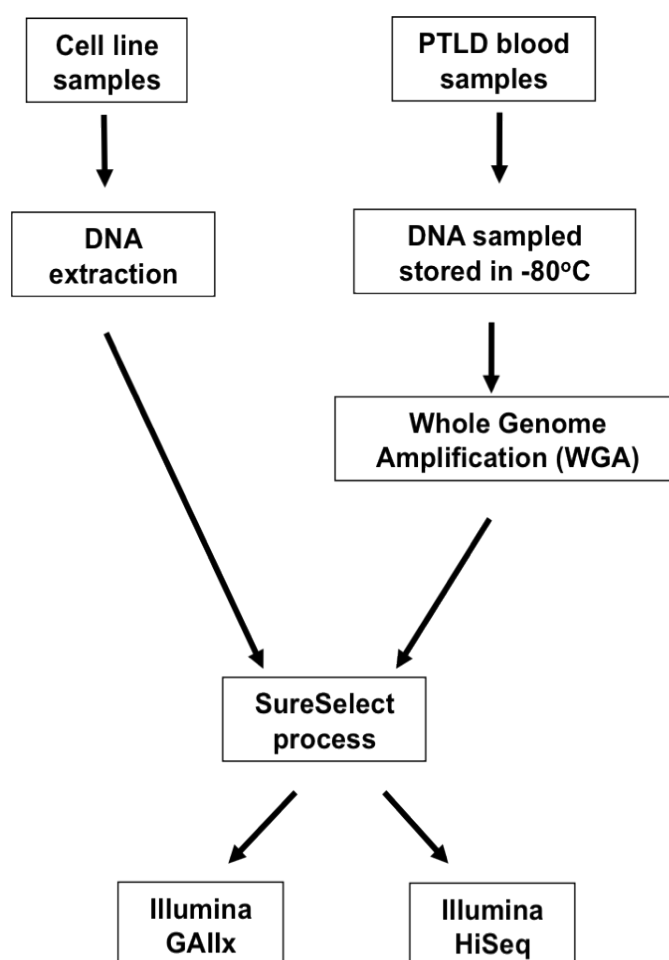 Cell line
samples
PTLD blood
samples
DNA
extraction
DNA sampled
stored in -80°C
Whole Genome
Amplification (WGA)
SureSelect
process
Illumina
GAIIx
Illumina
HiSeq